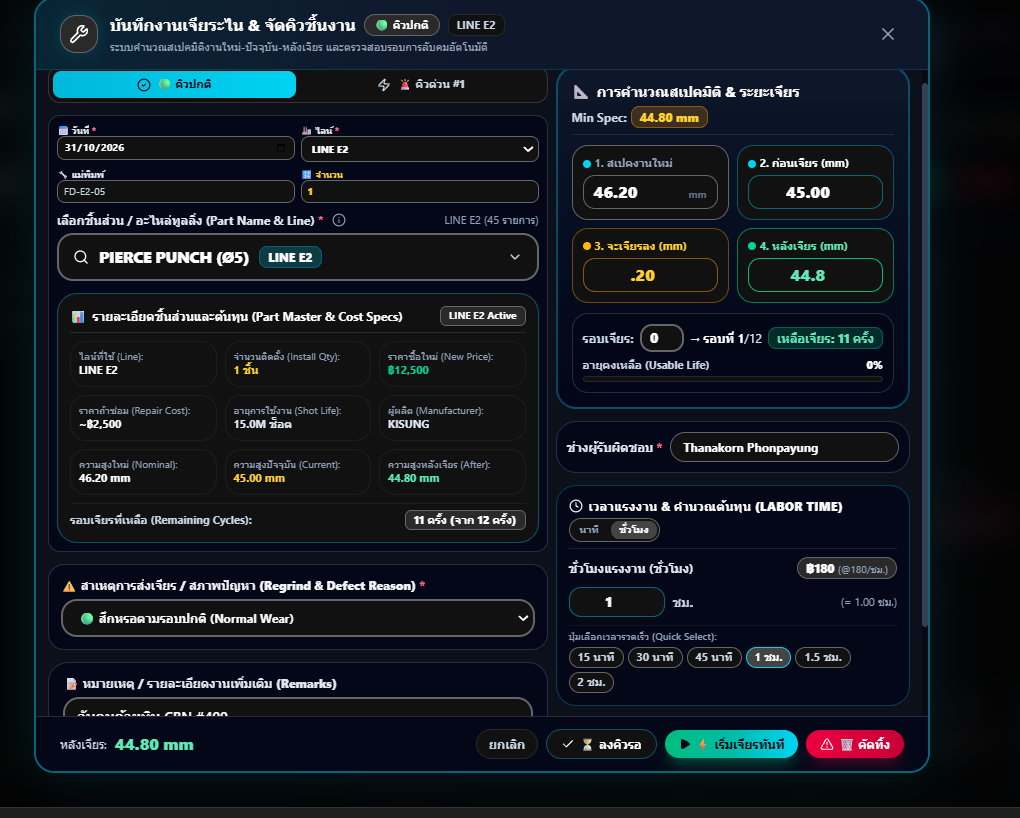 บันทึกงานเจียระไน & จัดคิวชิ้นงาน คิวปกติ LINE E2
ระบบคำนวณสเปคมิติงานใหม่-ปัจจุบัน-หลังเจียร และตรวจสอบรอบการลับคมอัตโนมัติ
คิวปกติ
คิวด่วน #1
วันที่ *
31/10/2026
ไลน์ *
LINE E2
แม่พิมพ์
FD-E2-05
จำนวน
1
เลือกชิ้นส่วน / อะไหล่ทูลลิ่ง (Part Name & Line) *
LINE E2 (45 รายการ)
PIERCE PUNCH (Ø5) LINE E2
รายละเอียดชิ้นส่วนและต้นทุน (Part Master & Cost Specs)
LINE E2 Active
ไลน์ที่ใช้ (Line):
LINE E2
จำนวนติดตั้ง (Install Qty):
1 ชิ้น
ราคาซื้อใหม่ (New Price):
฿12,500
ราคาค่าซ่อม (Repair Cost):
~฿2,500
อายุการใช้งาน (Shot Life):
15.0M ช็อต
ผู้ผลิต (Manufacturer):
KISUNG
ความสูงใหม่ (Nominal):
46.20 mm
ความสูงปัจจุบัน (Current):
45.00 mm
ความสูงหลังเจียร (After):
44.80 mm
รอบเจียรที่เหลือ (Remaining Cycles):
11 ครั้ง (จาก 12 ครั้ง)
สาเหตุการส่งเจียร / สภาพปัญหา (Regrind & Defect Reason) *
สึกหรอตามรอบปกติ (Normal Wear)
หมายเหตุ / รายละเอียดงานเพิ่มเติม (Remarks)
การคำนวณสเปคมิติ & ระยะเจียร
Min Spec: 44.80 mm
1. สเปคงานใหม่
46.20 mm
2. ก่อนเจียร (mm)
45.00
3. จะเจียรลง (mm)
.20
4. หลังเจียร (mm)
44.8
รอบเจียร: 0 → รอบที่ 1/12 เหลือเจียร: 11 ครั้ง
อายุคงเหลือ (Usable Life) 0%
ช่างผู้รับผิดชอบ * Thanakorn Phonpayung
เวลาแรงงาน & คำนวณต้นทุน (LABOR TIME)
นาที ชั่วโมง
ชั่วโมงแรงงาน (ชั่วโมง) ฿180 (@180/ชม.)
1 ชม. (= 1.00 ชม.)
ปุ่มเลือกเวลารวดเร็ว (Quick Select):
15 นาที 30 นาที 45 นาที 1 ชม. 1.5 ชม.
2 ชม.
หลังเจียร: 44.80 mm
ยกเลิก ลงคิวรอ เริ่มเจียรทันที คัดทิ้ง